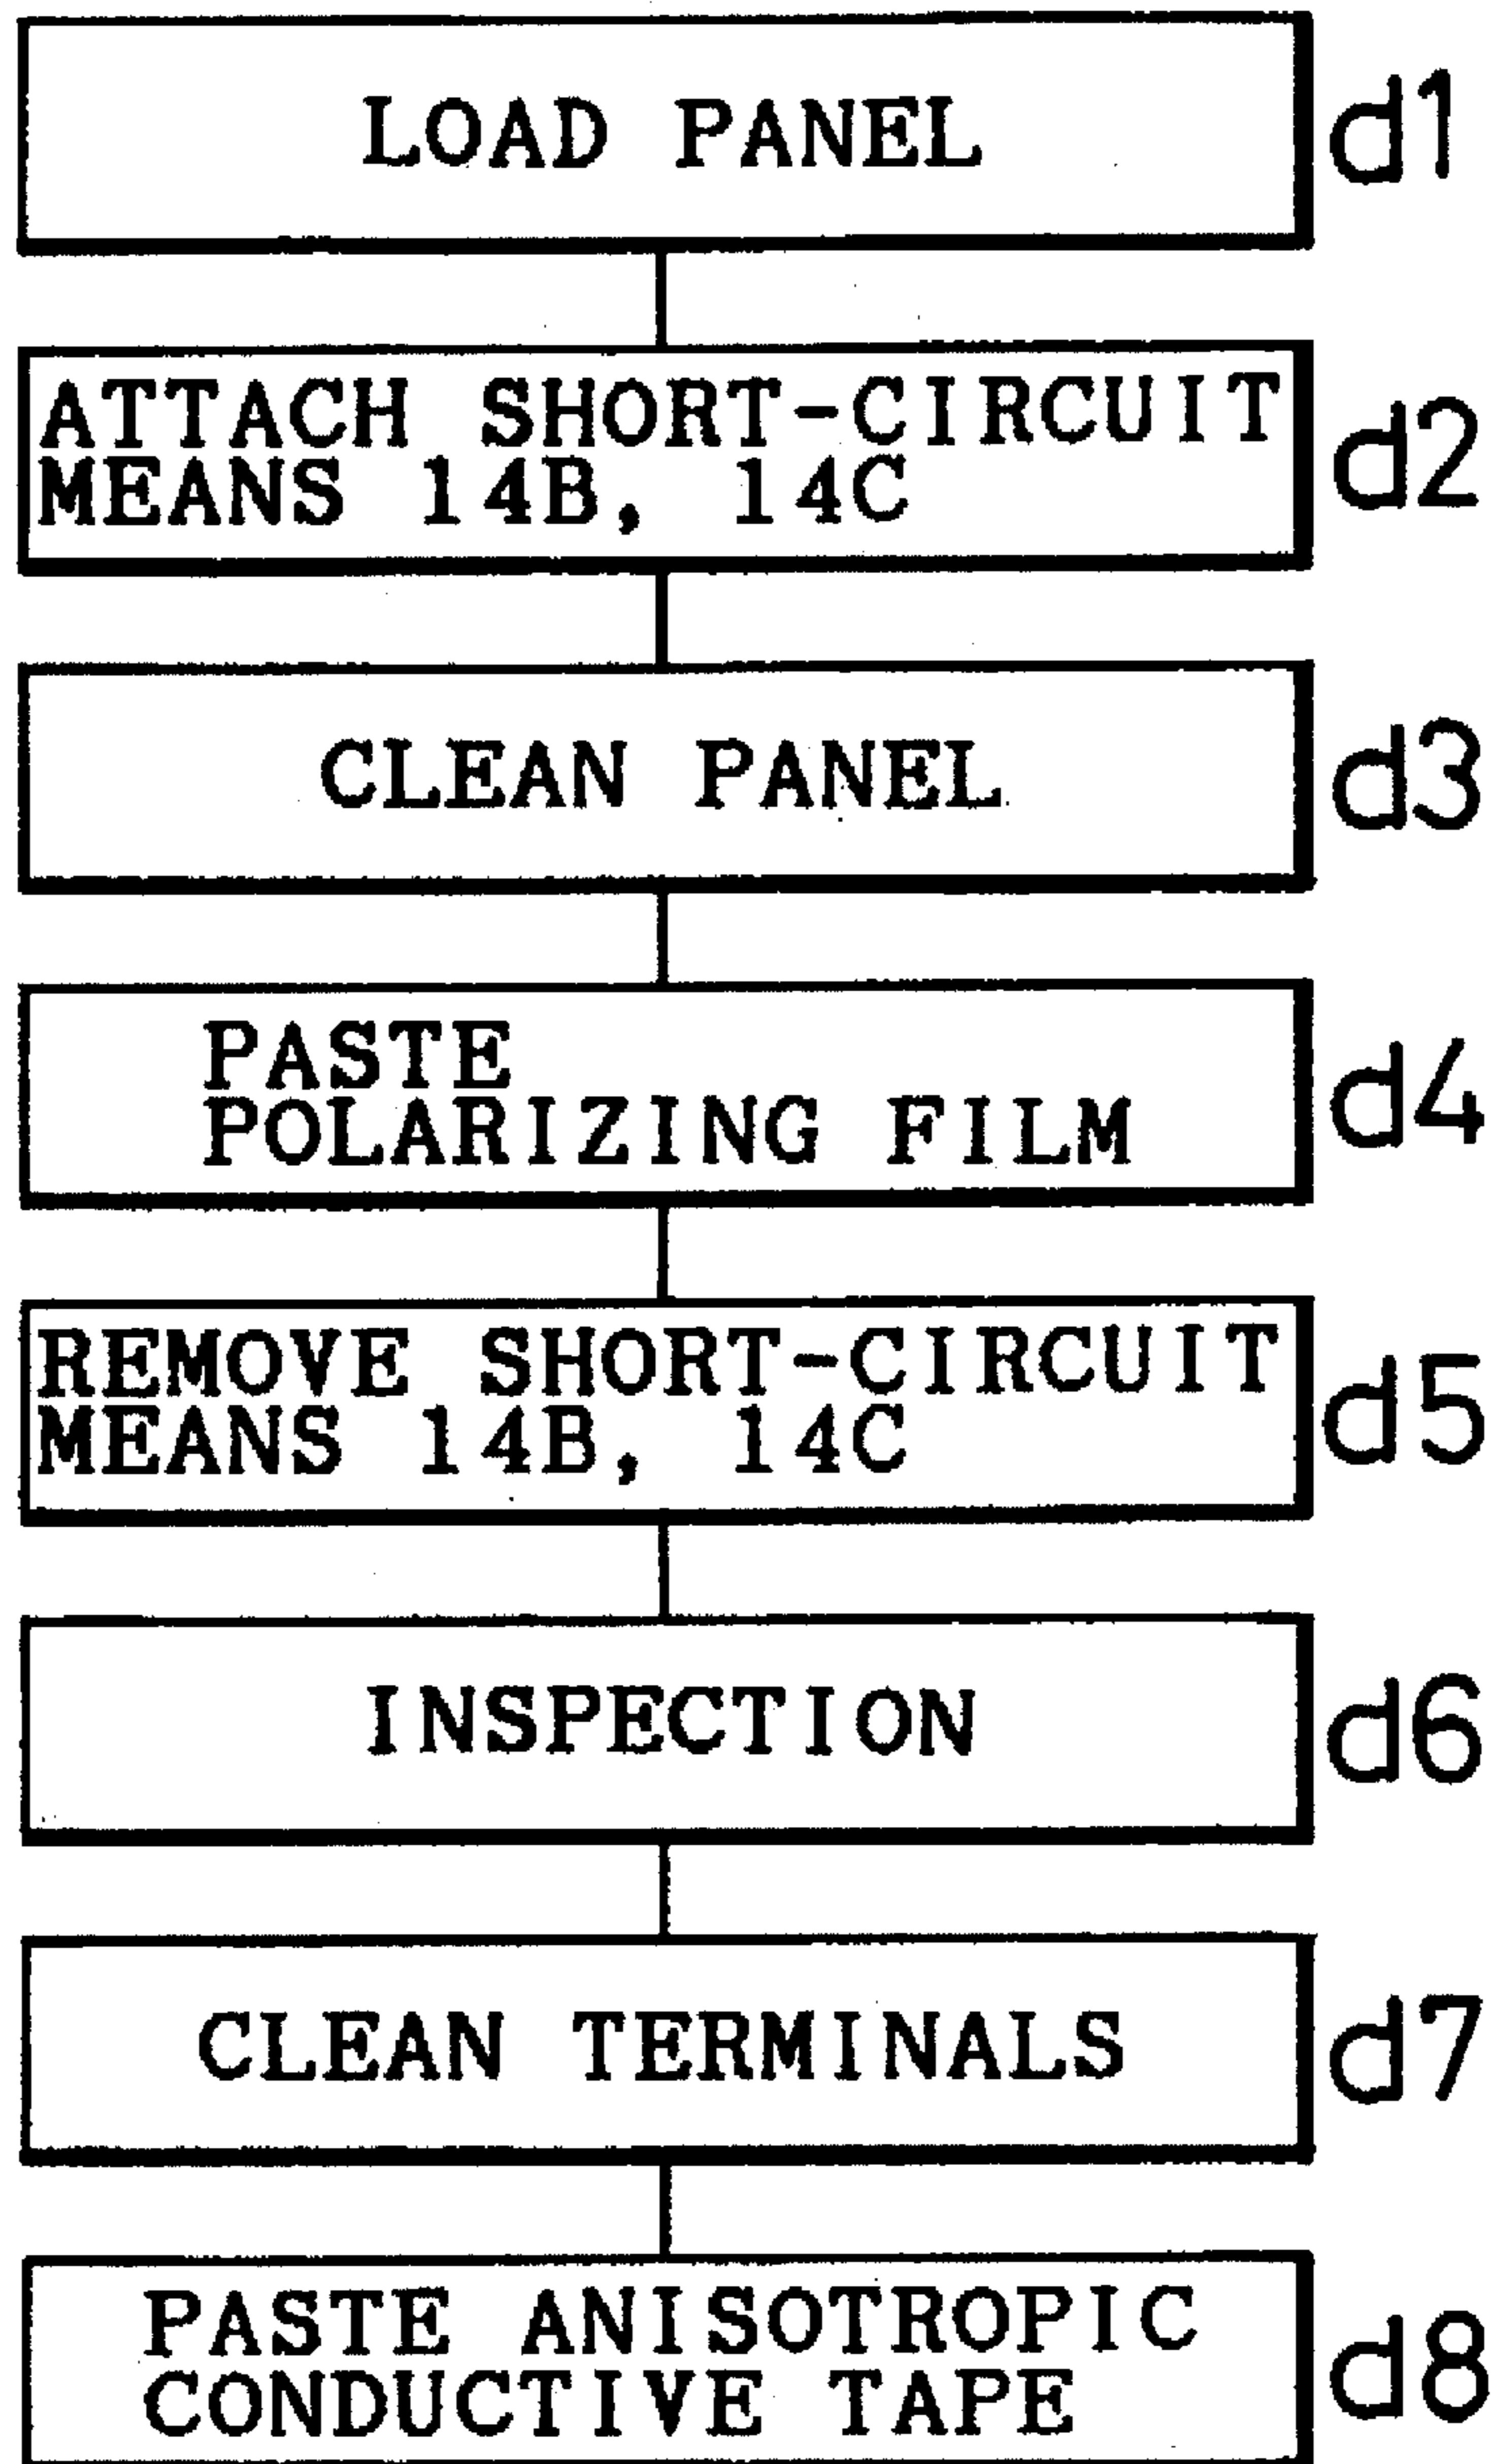 LOAD PANEL d1
ATTACH SHORT-CIRCUIT
MEANS 14B, 14C d2
CLEAN PANEL d3
PASTE
POLARIZING FILM d4
REMOVE SHORT-CIRCUIT
MEANS 14B, 14C d5
INSPECTION d6
CLEAN TERMINALS d7
PASTE ANISOTROPIC
CONDUCTIVE TAPE d8